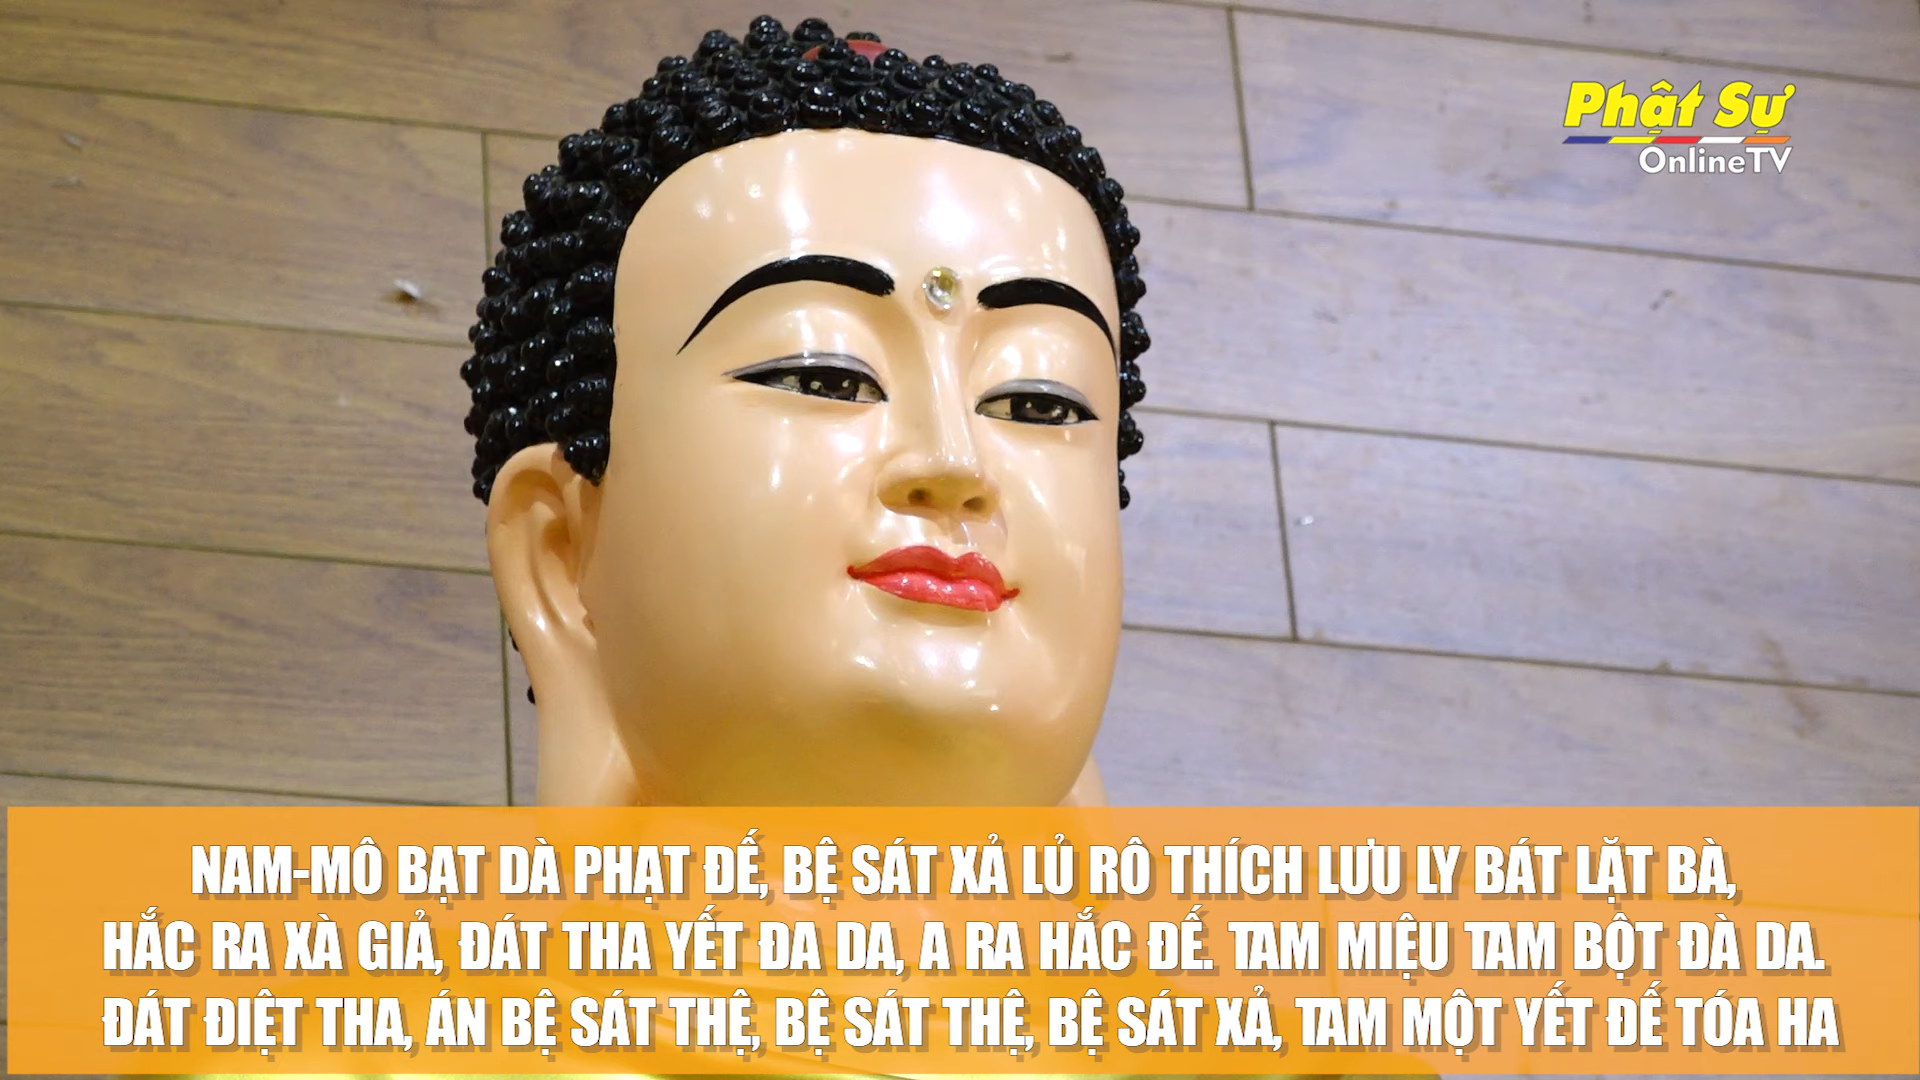 Phật Sự
OnlineTV
NAM-MÔ BẠT DÀ PHẠT ĐẾ, BỆ SÁT XẢ LỦ RÔ THÍCH LƯU LY BÁT LẶT BÀ,
HẮC RA XÀ GIẢ, ĐÁT THA YẾT ĐA DA, A RA HẮC ĐẾ. TAM MIỆU TAM BỘT ĐÀ DA.
ĐÁT ĐIỆT THA, ÁN BỆ SÁT THỆ, BỆ SÁT THỆ, BỆ SÁT XẢ, TAM MỘT YẾT ĐẾ TÓA HA